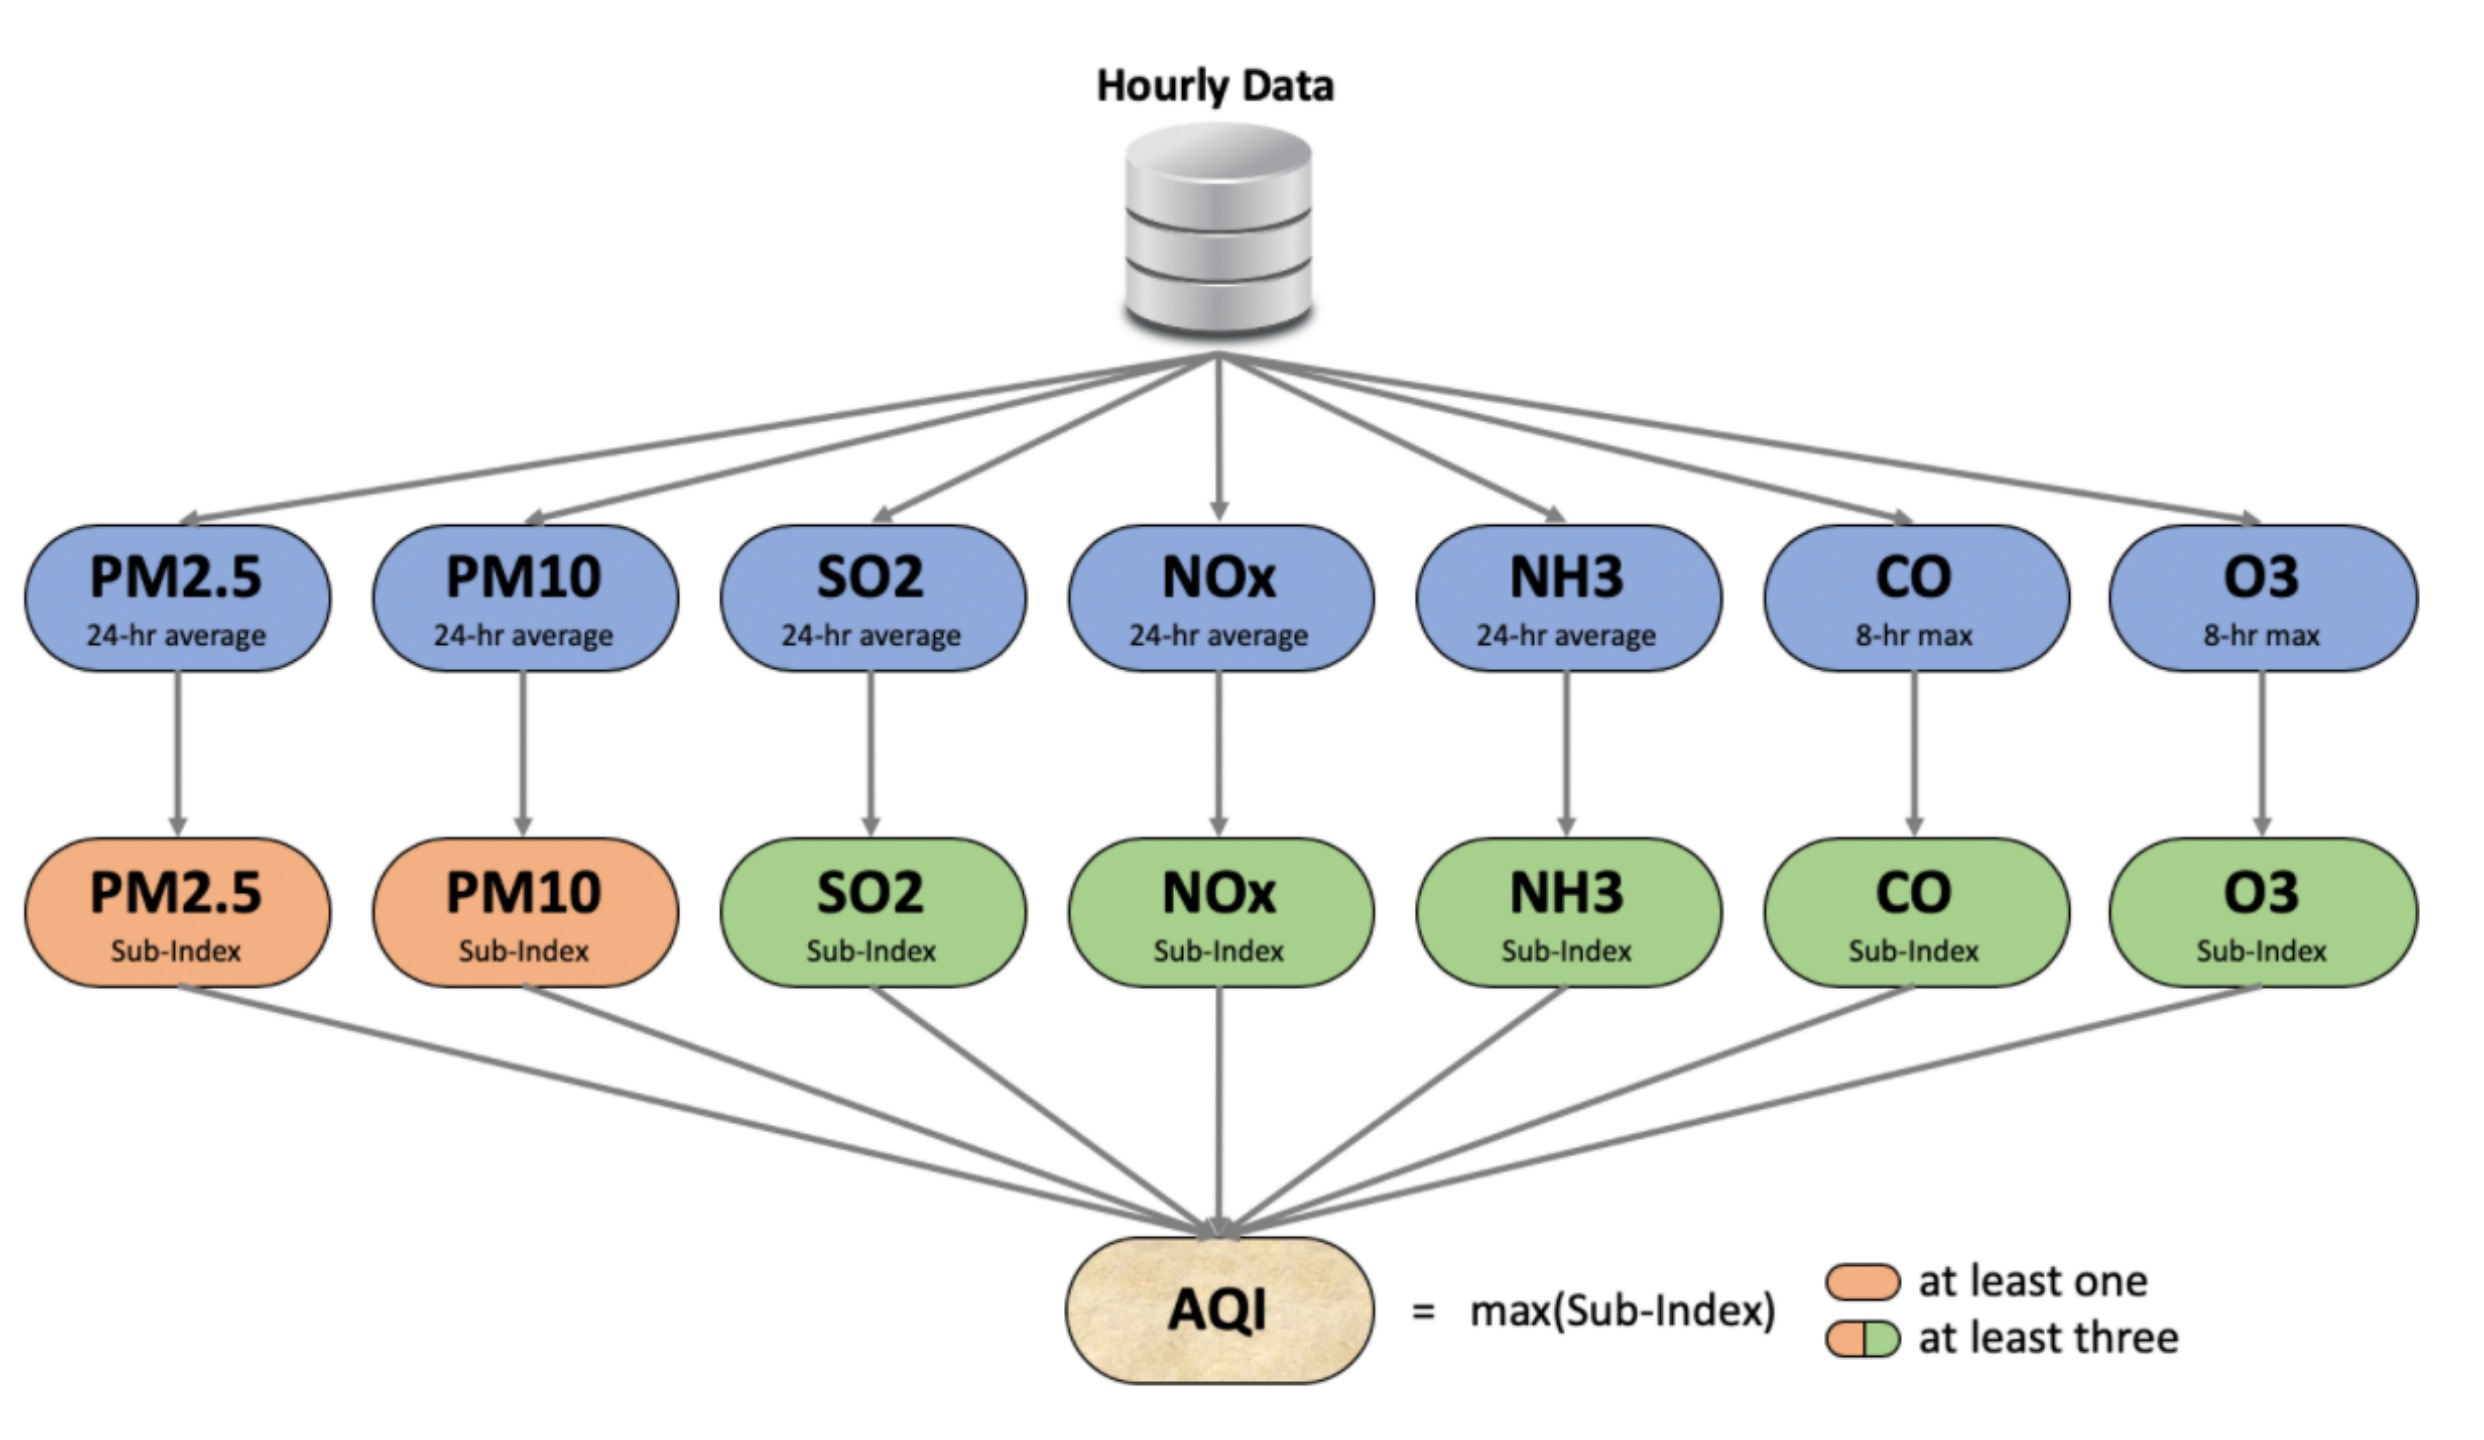 Hourly Data
PM2.5
24-hr average
PM10
24-hr average
SO2
24-hr average
NOx
24-hr average
NH3
24-hr average
CO
8-hr max
O3
8-hr max
PM2.5
Sub-Index
PM10
Sub-Index
SO2
Sub-Index
NOx
Sub-Index
NH3
Sub-Index
CO
Sub-Index
O3
Sub-Index
AQI
= max(Sub-Index)
at least one
at least three